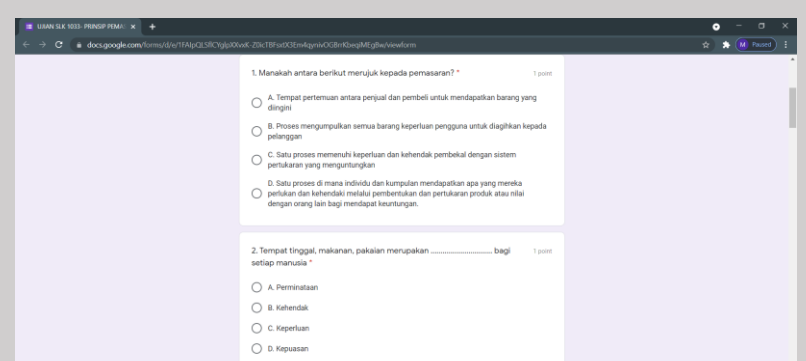 UJIAN SLK 1033- PRINSIP PEMA
M Paused
1. Manakah antara berikut merujuk kepada pemasaran? *
1 point
A. Tempat pertemuan antara penjual dan pembeli untuk mendapatkan barang yang
diingini
B. Proses mengumpulkan semua barang keperluan pengguna untuk diagihkan kepada
pelanggan
C. Satu proses memenuhi keperluan dan kehendak pembekal dengan sistem
pertukaran yang menguntungkan
D. Satu proses di mana individu dan kumpulan mendapatkan apa yang mereka
perlukan dan kehendaki melalui pembentukan dan pertukaran produk atau nilai
dengan orang lain bagi mendapat keuntungan.
2. Tempat tinggal, makanan, pakaian merupakan ............................ bagi
1 point
setiap manusia *
A. Perminataan
B. Kehendak
C. Keperluan
D. Kepuasan